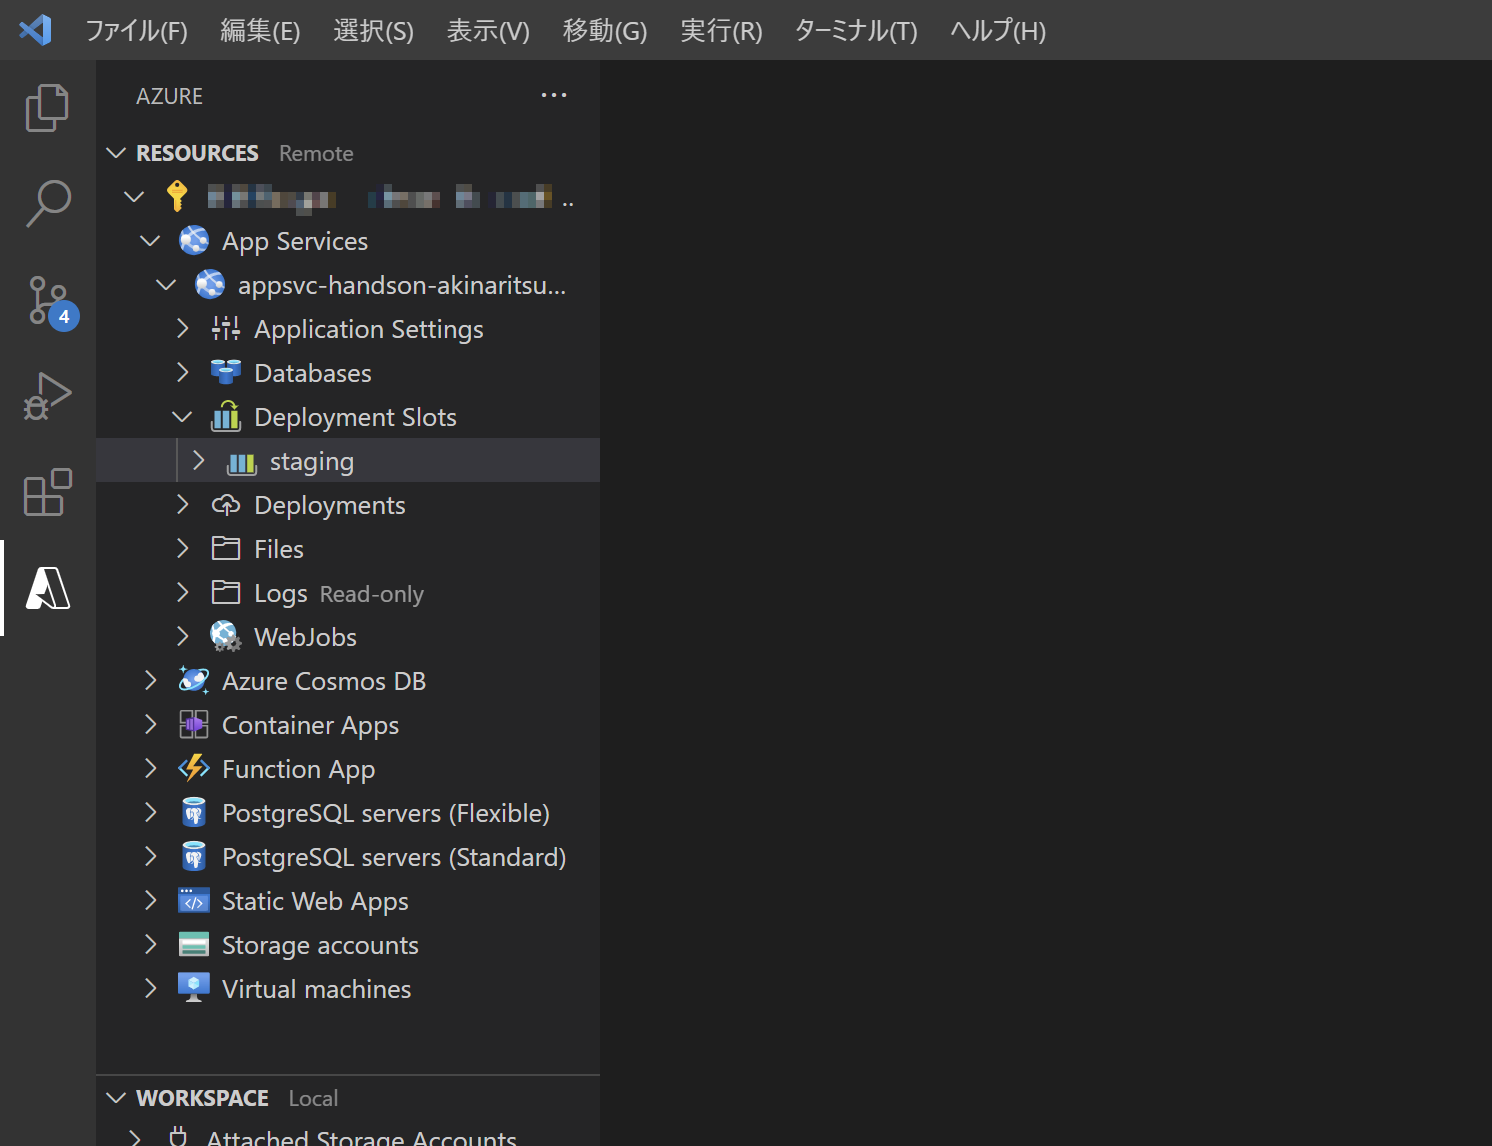 ファイル(F) 編集(E) 選択(S) 表示(V) 移動(G) 実行(R) ターミナル(T) ヘルプ(H)
AZURE ...
RESOURCES Remote
..
App Services
appsvc-handson-akinaritsu...
Application Settings
Databases
Deployment Slots
4
staging
Deployments
Files
Logs Read-only
WebJobs
Azure Cosmos DB
Container Apps
Function App
PostgreSQL servers (Flexible)
PostgreSQL servers (Standard)
Static Web Apps
Storage accounts
Virtual machines
WORKSPACE Local
Attached Storage Accounts